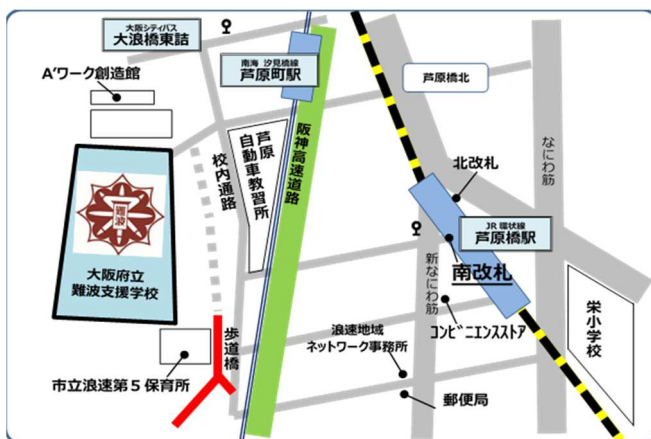 大阪シティバス
大浪橋東詰
A'ワーク創造館
南海 汐見橋線
芦原町駅
芦原橋北
なにわ筋
北改札
芦原
自動車教習所
校内通路
阪神高速道路
難波
大阪府立
難波支援学校
JR 環状線
芦原橋駅
南改札
新なにわ筋
コンビニエンスストア
栄小学校
歩道橋
浪速地域
ネットワーク事務所
市立浪速第5保育所
郵便局